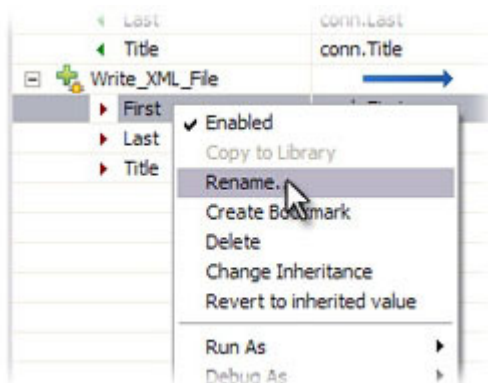 Last conn.Last
Title conn.Title
Write_XML_File
First
Last
Title
Enabled
Copy to Library
Rename...
Create Bookmark
Delete
Change Inheritance
Revert to inherited value
Run As
Debug As